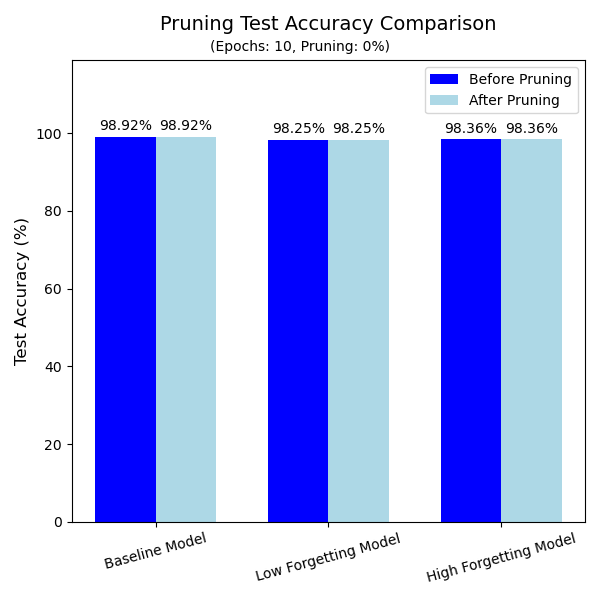 Pruning Test Accuracy Comparison
(Epochs: 10, Pruning: 0%)
Before Pruning
After Pruning
98.92% 98.92% 98.25% 98.25% 98.36% 98.36%
100
80
60
40
20
0
Test Accuracy (%)
Baseline Model
Low Forgetting Model
High Forgetting Model